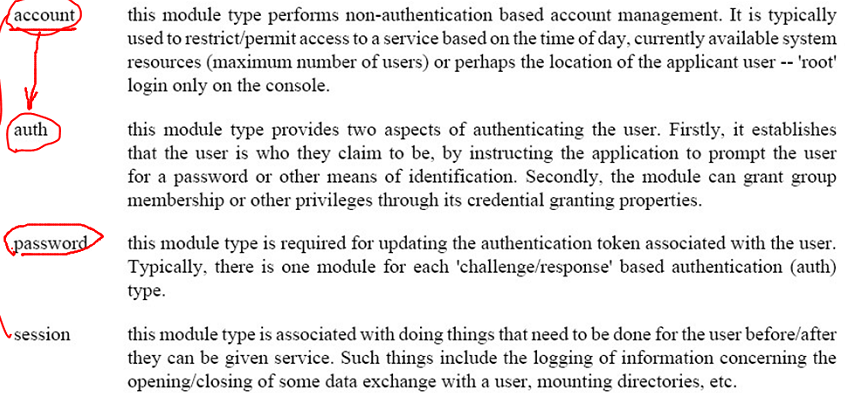 account this module type performs non-authentication based account management. It is typically
used to restrict/permit access to a service based on the time of day, currently available system
resources (maximum number of users) or perhaps the location of the applicant user -- 'root'
login only on the console.
auth this module type provides two aspects of authenticating the user. Firstly, it establishes
that the user is who they claim to be, by instructing the application to prompt the user
for a password or other means of identification. Secondly, the module can grant group
membership or other privileges through its credential granting properties.
password this module type is required for updating the authentication token associated with the user.
Typically, there is one module for each 'challenge/response' based authentication (auth)
type.
session this module type is associated with doing things that need to be done for the user before/after
they can be given service. Such things include the logging of information concerning the
opening/closing of some data exchange with a user, mounting directories, etc.